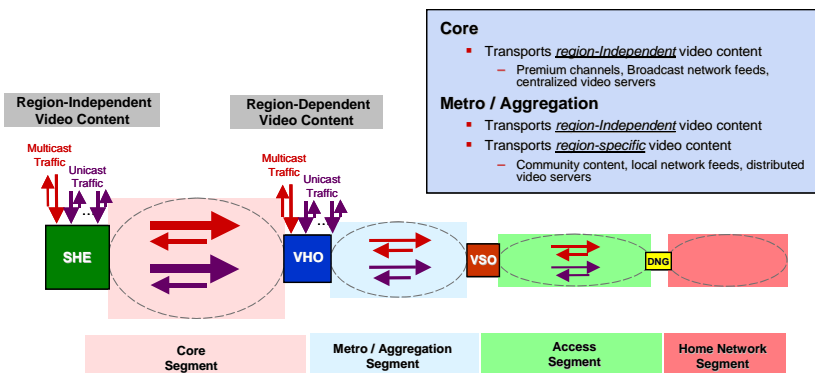 Core
▪ Transports region-Independent video content
– Premium channels, Broadcast network feeds,
centralized video servers
Metro / Aggregation
▪ Transports region-Independent video content
▪ Transports region-specific video content
– Community content, local network feeds, distributed
video servers
Region-Independent
Video Content
Region-Dependent
Video Content
Multicast
Traffic
Unicast
Traffic
...
Multicast
Traffic
Unicast
Traffic
...
SHE
VHO
VSO
DNG
Core
Segment
Metro / Aggregation
Segment
Access
Segment
Home Network
Segment